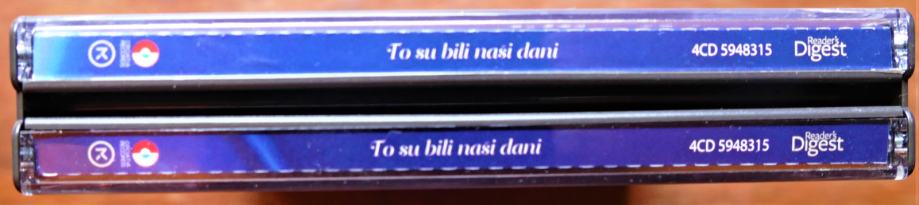 To su bili nasi dani 4CD 5948315 Reader's Digest
To su bili nasi dani 4CD 5948315 Reader's Digest